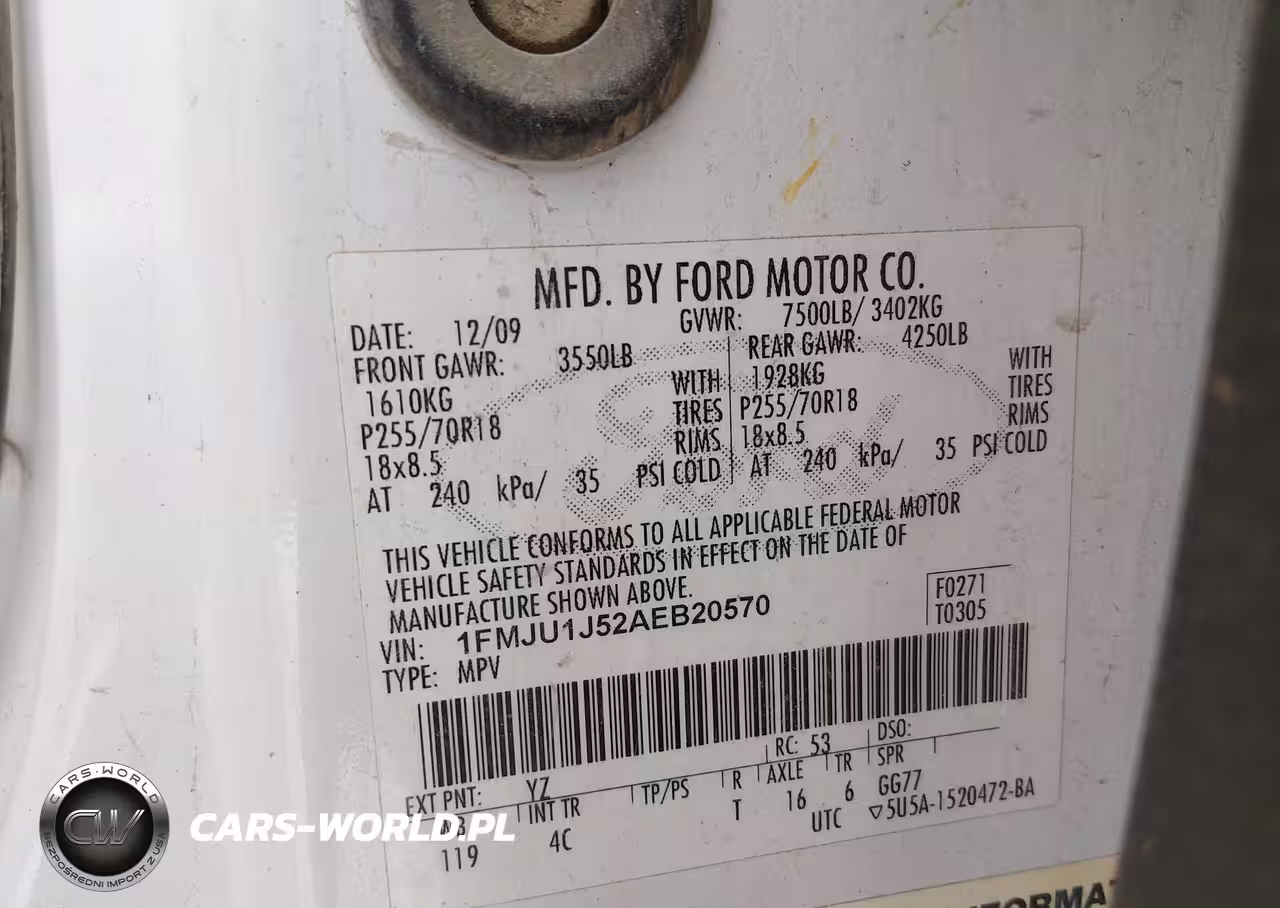 MFD. BY FORD MOTOR CO.
DATE: 12/09 GVWR: 7500LB/ 3402KG
FRONT GAWR: 3550LB REAR GAWR: 4250LB
1610KG WITH 1928KG WITH
P255/70R18 TIRES P255/70R18 TIRES
18x8.5 RIMS 18x8.5 RIMS
AT 240 kPa/ 35 PSI COLD AT 240 kPa/ 35 PSI COLD
THIS VEHICLE CONFORMS TO ALL APPLICABLE FEDERAL MOTOR
VEHICLE SAFETY STANDARDS IN EFFECT ON THE DATE OF
MANUFACTURE SHOWN ABOVE.
F0271
VIN: 1FMJU1J52AEB20570 T0305
TYPE: MPV
EXT PNT: YZ RC: 53 DSO:
WB INT TR TP/PS R AXLE TR SPR
119 4C T 16 6 GG77
UTC ▽5U5A-1520472-BA
CARS-WORLD
CW
BEZPOŚREDNI IMPORT Z USA
CARS-WORLD.PL